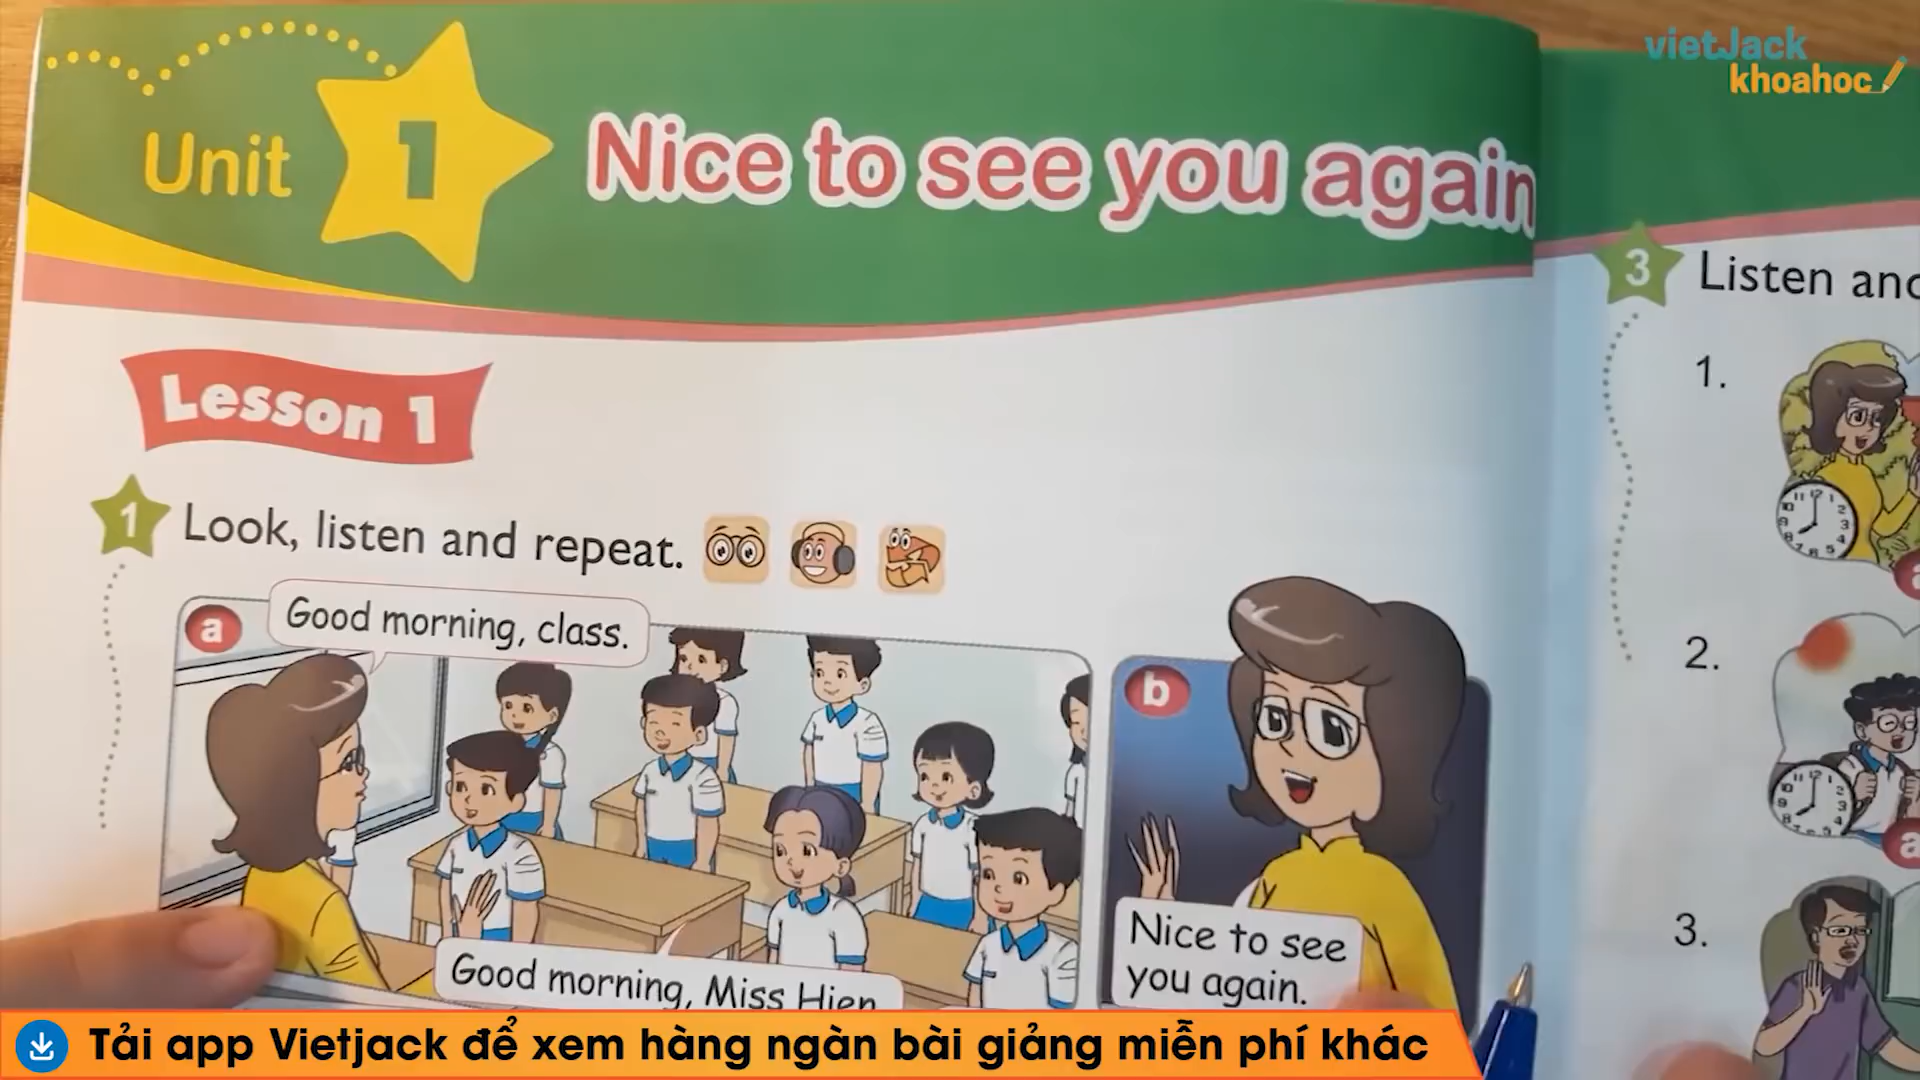 vietJack
khoahoc
Unit 1
Nice to see you again
Lesson 1
1 Look, listen and repeat.
a
Good morning, class.
Good morning, Miss Hien
b
Nice to see
you again.
3 Listen and
1.
a
2.
a
3.
Tải app Vietjack để xem hàng ngàn bài giảng miễn phí khác